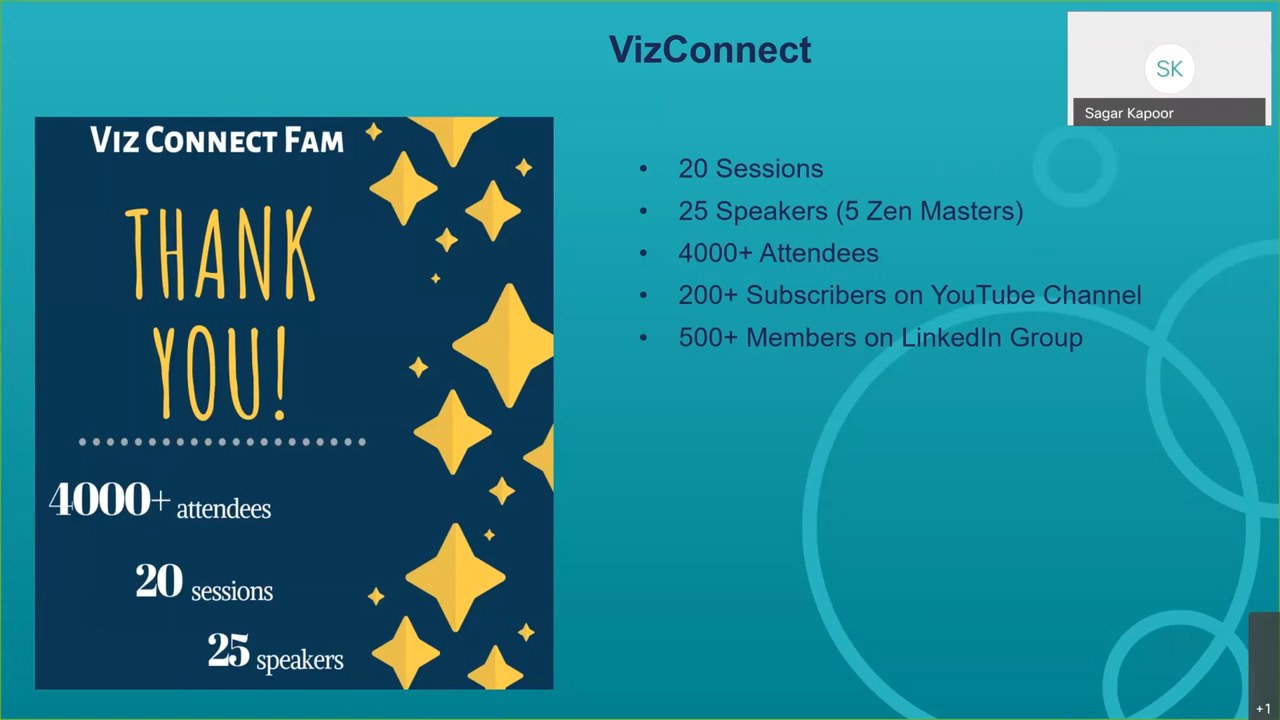 VizConnect
SK
Sagar Kapoor
VIZ CONNECT FAM
THANK
YOU!
4000+ attendees
20 sessions
25 speakers
• 20 Sessions
• 25 Speakers (5 Zen Masters)
• 4000+ Attendees
• 200+ Subscribers on YouTube Channel
• 500+ Members on LinkedIn Group
+1